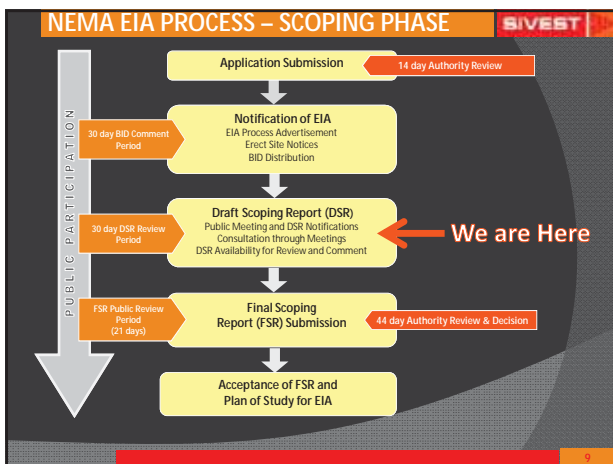 NEMA EIA PROCESS – SCOPING PHASE
SIVEST
Application Submission
14 day Authority Review
Notification of EIA
EIA Process Advertisement
Erect Site Notices
BID Distribution
30 day BID Comment
Period
Draft Scoping Report (DSR)
Public Meeting and DSR Notifications
Consultation through Meetings
DSR Availability for Review and Comment
30 day DSR Review
Period
We are Here
Final Scoping
Report (FSR) Submission
FSR Public Review
Period
(21 days)
44 day Authority Review & Decision
Acceptance of FSR and
Plan of Study for EIA
PUBLIC PARTICIPATION
9